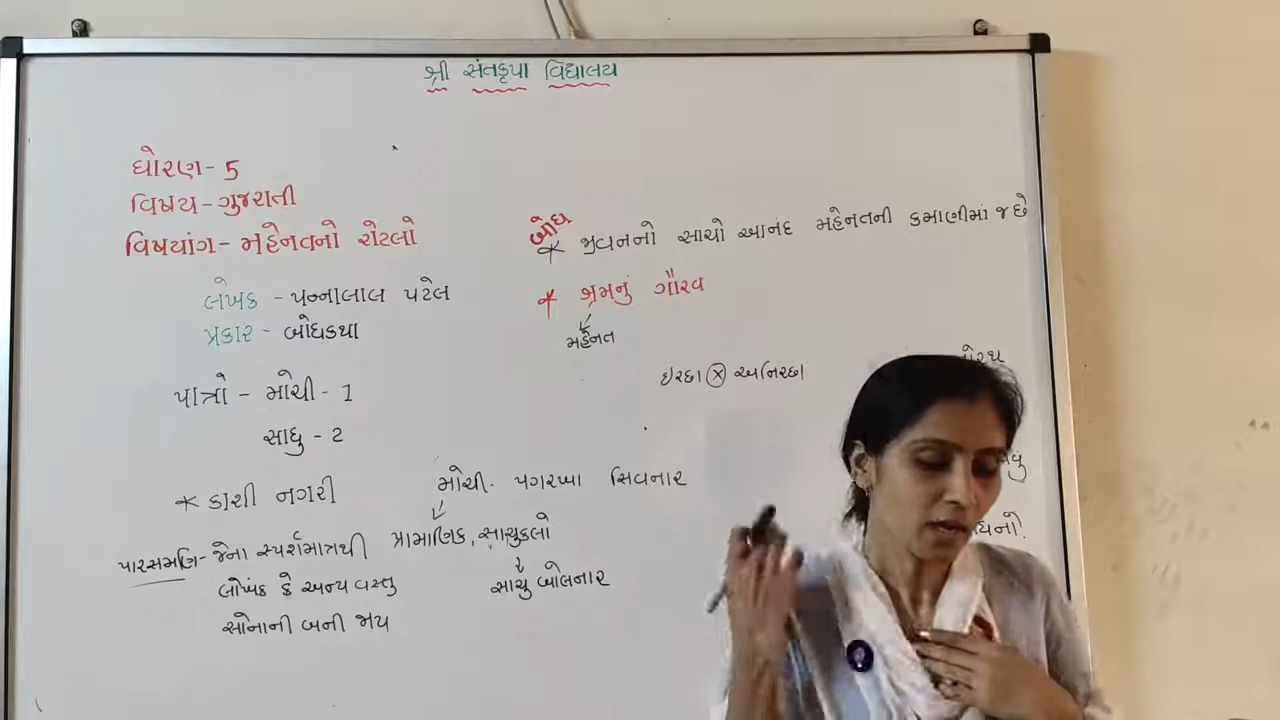 શ્રી સંતકૃપા વિદ્યાલય
ધોરણ - 5
વિષય - ગુજરાતી
વિષયાંગ - મહેનતનો રોટલો
લેખક - પન્નાલાલ પટેલ
પ્રકાર - બોધકથા
પાત્રો - મોચી - 1
સાધુ - 2
* કાશી નગરી
પારસમણિ - જેના સ્પર્શમાત્રથી
લોખંડ કે અન્ય વસ્તુ
સોનાની બની જાય
મોચી - પગરખા સિવનાર
પ્રામાણિક, સાચુકલો
સાચુ બોલનાર
બોધ
* જીવનનો સાચો આનંદ મહેનતની કમાણીમાં જ છે
* શ્રમનું ગૌરવ
મહેનત
ઇચ્છા × અનિચ્છા